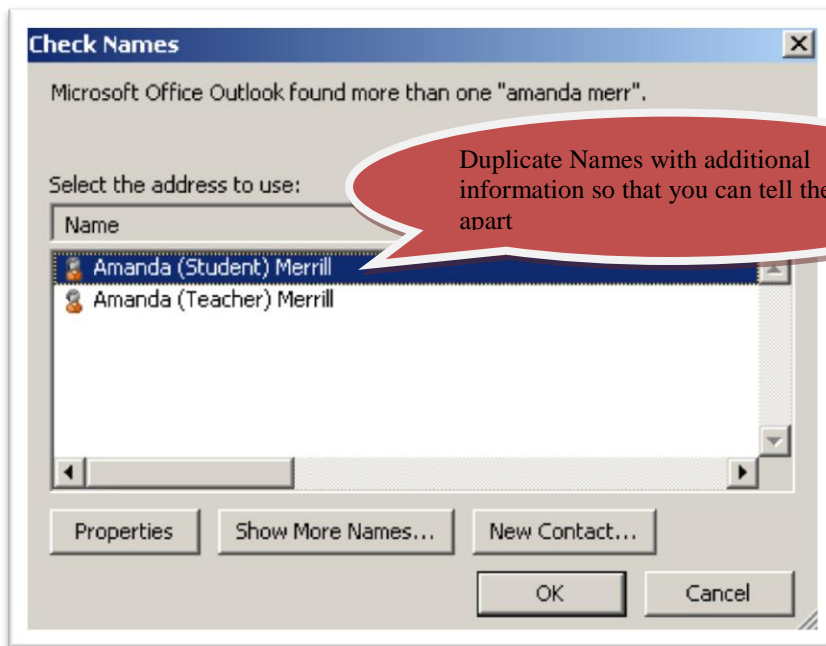 Check Names
Microsoft Office Outlook found more than one "amanda merr".
Duplicate Names with additional
information so that you can tell
apart
Select the address to use:
Name
Amanda (Student) Merrill
Amanda (Teacher) Merrill
Properties
Show More Names...
New Contact...
OK
Cancel